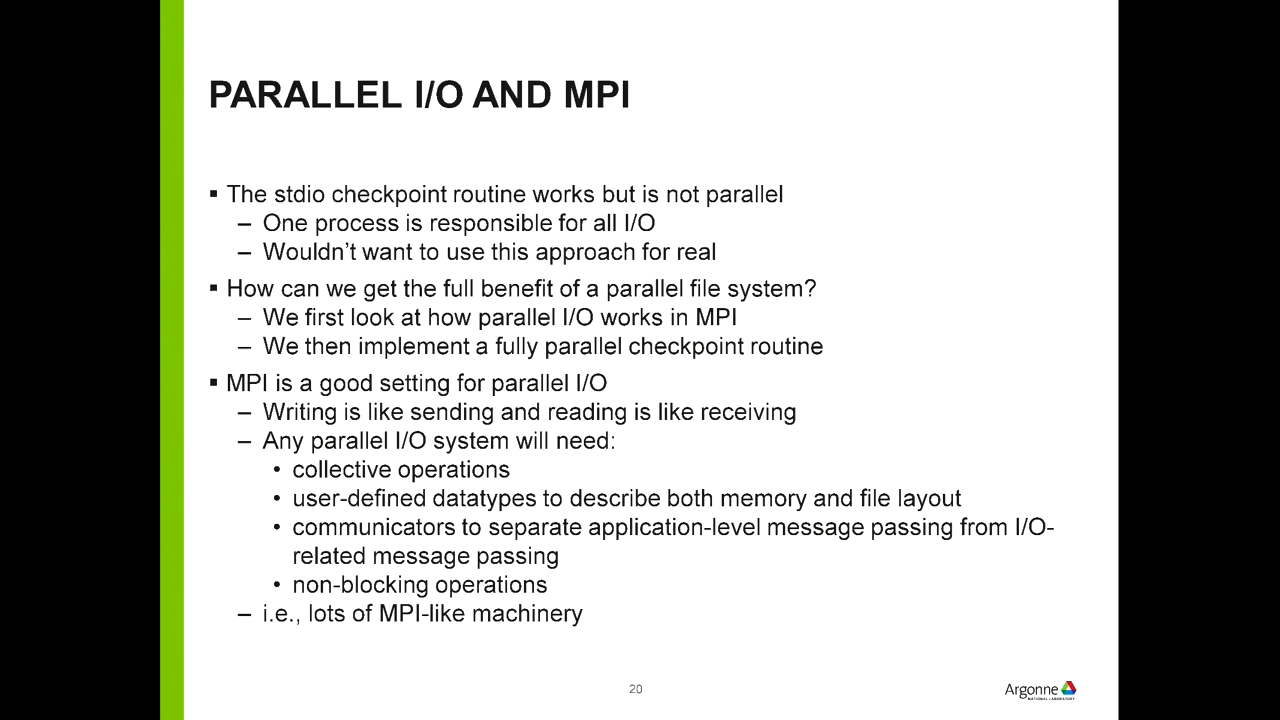 PARALLEL I/O AND MPI
▪ The stdio checkpoint routine works but is not parallel
– One process is responsible for all I/O
– Wouldn’t want to use this approach for real
▪ How can we get the full benefit of a parallel file system?
– We first look at how parallel I/O works in MPI
– We then implement a fully parallel checkpoint routine
▪ MPI is a good setting for parallel I/O
– Writing is like sending and reading is like receiving
– Any parallel I/O system will need:
• collective operations
• user-defined datatypes to describe both memory and file layout
• communicators to separate application-level message passing from I/O-
related message passing
• non-blocking operations
– i.e., lots of MPI-like machinery
20
Argonne
NATIONAL LABORATORY